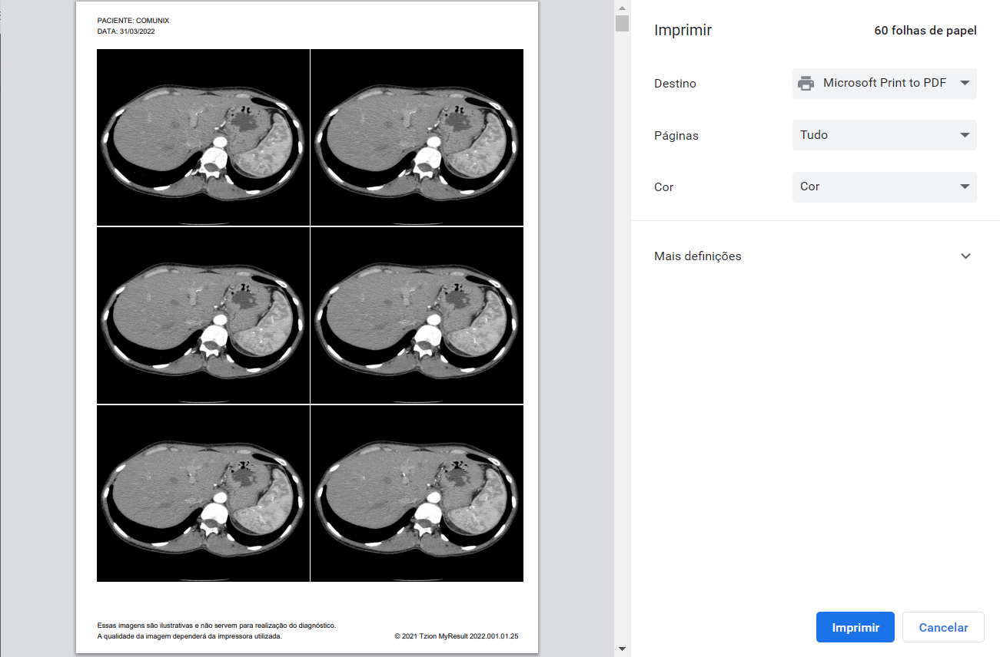 PACIENTE: COMUNIX
DATA: 31/03/2022
Essas imagens são ilustrativas e não servem para realização do diagnóstico.
A qualidade da imagem dependerá da impressora utilizada.
© 2021 Tzion MyResult 2022.001.01.25
Imprimir
60 folhas de papel
Destino
Microsoft Print to PDF
Páginas
Tudo
Cor
Cor
Mais definições
Imprimir
Cancelar